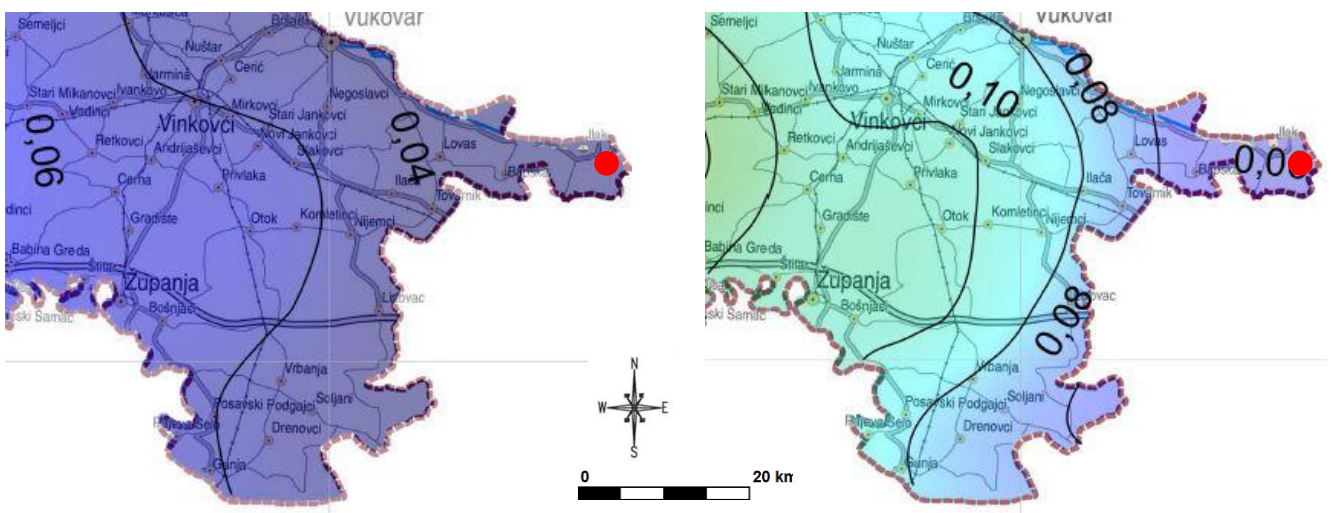 Vukovar
Semeljci
Nuštar
Cerić
Jarmina
Stari Mikanovci
Ivankovo
Vođinci
Negoslavci
Mirkovci
Stari Jankovci
Vinkovci
Novi Jankovci
0,04
0,06
Retkovci
Andrijaševci
Slakovci
Lovas
Ilok
Privlaka
Cerna
Ilača
Tovarnik
Gradište
Otok
Komletinci
Nijemci
Babina Greda
Županja
Bošnjaci
Vrbanja
Posavski Podgajci
Soljani
Drenovci
Gunja
N
W
E
S
0
20 km
Vukovar
Semeljci
Nuštar
Cerić
0,08
Jarmina
0,10
Stari Mikanovci
Ivankovo
Vođinci
Negoslavci
Mirkovci
Stari Jankovci
Vinkovci
Novi Jankovci
Retkovci
Andrijaševci
Slakovci
Lovas
Privlaka
Cerna
Ilača
Tovarnik
Gradište
Otok
Komletinci
Nijemci
Babina Greda
Županja
Bošnjaci
0,08
Vrbanja
Posavski Podgajci
Soljani
Drenovci
Gunja